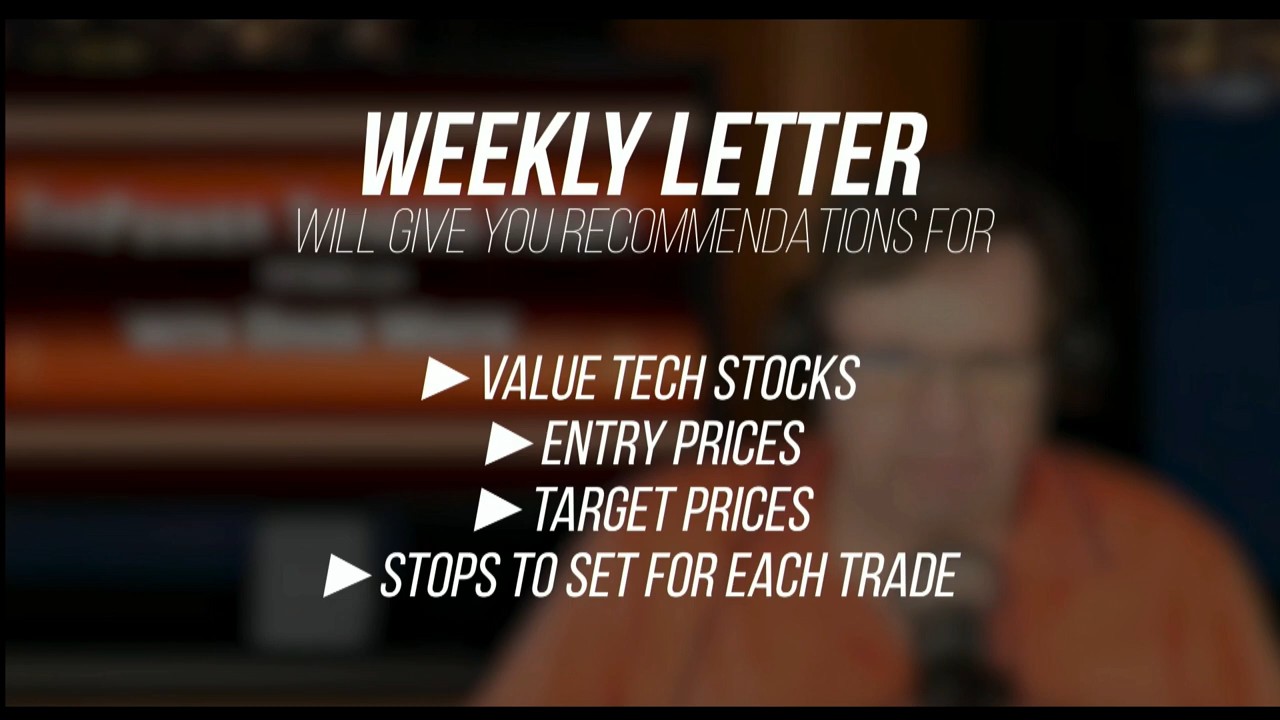 WEEKLY LETTER
WILL GIVE YOU RECOMMENDATIONS FOR
▶ VALUE TECH STOCKS
▶ ENTRY PRICES
▶ TARGET PRICES
▶ STOPS TO SET FOR EACH TRADE